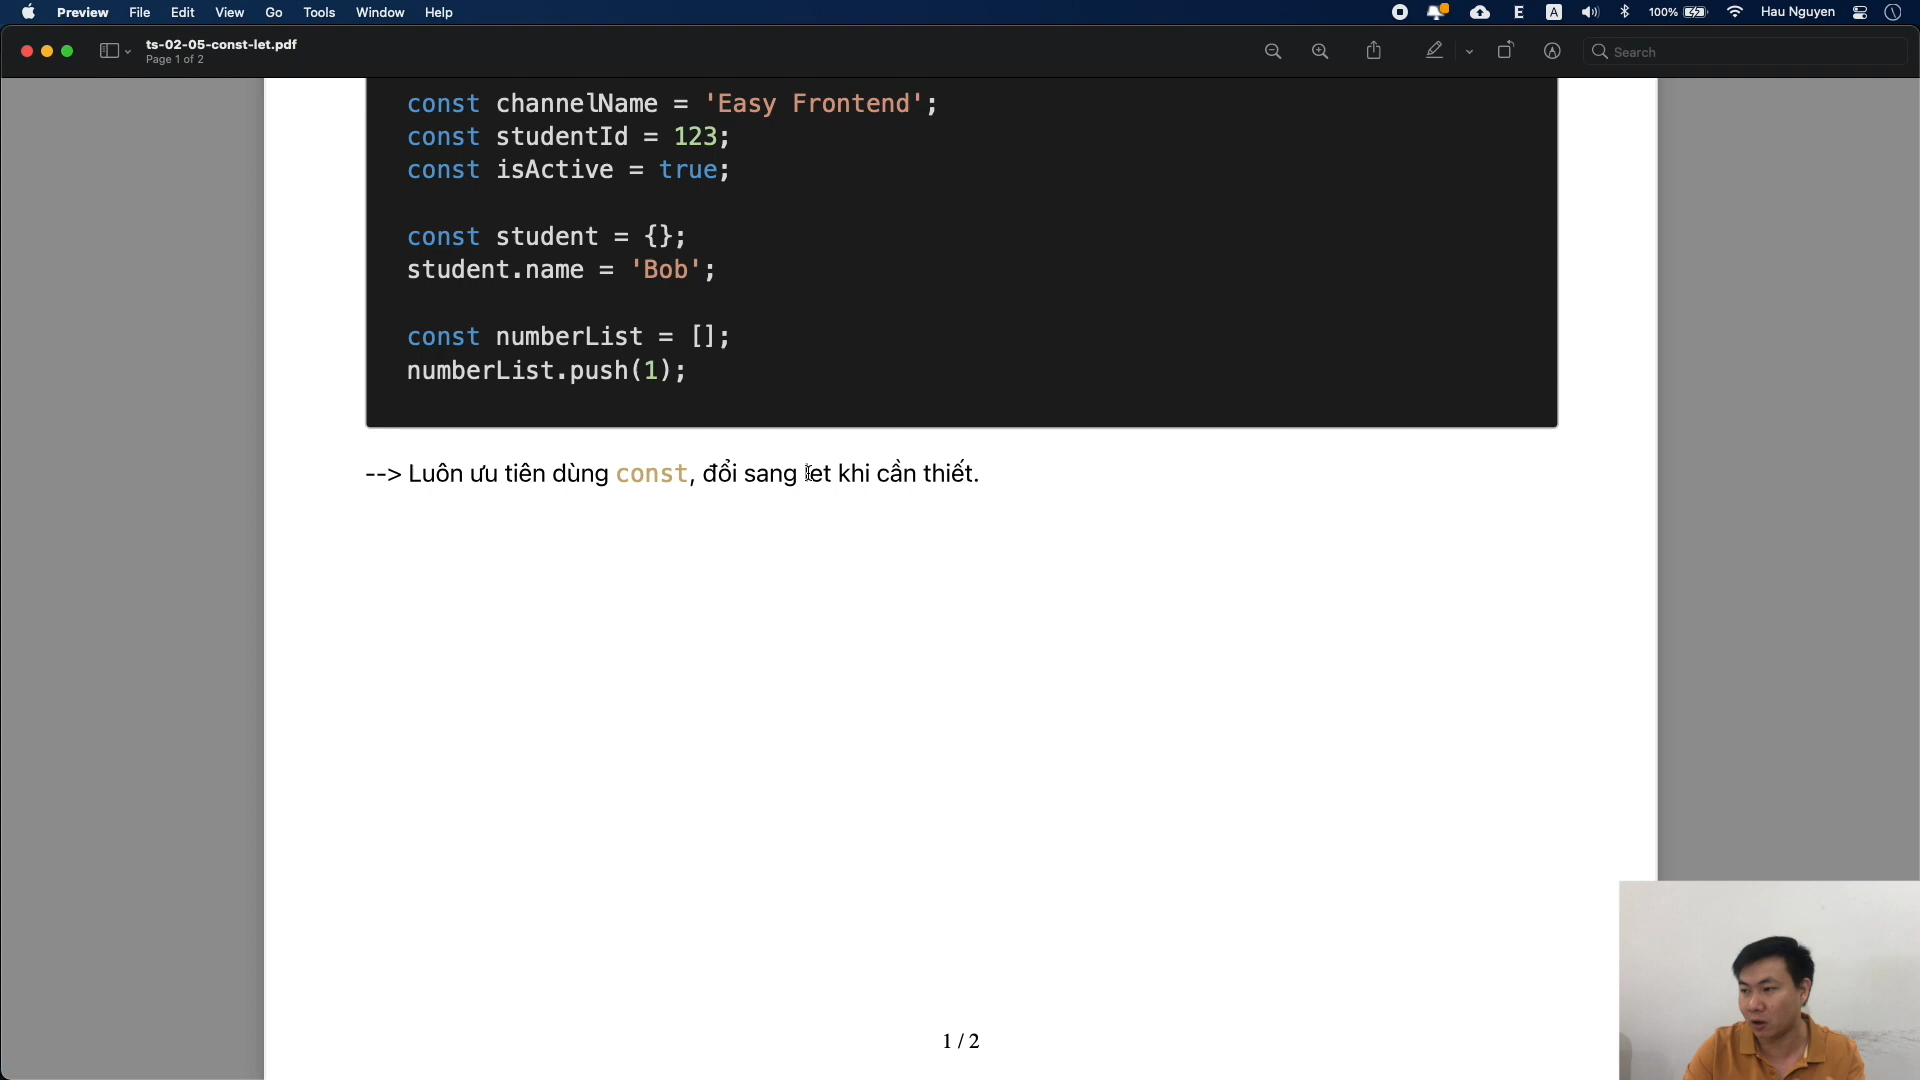 Preview File Edit View Go Tools Window Help E A 100% Hau Nguyen
ts-02-05-const-let.pdf
Page 1 of 2
Search
const channelName = 'Easy Frontend';
const studentId = 123;
const isActive = true;
const student = {};
student.name = 'Bob';
const numberList = [];
numberList.push(1);
--> Luôn ưu tiên dùng const, đổi sang let khi cần thiết.
1 / 2